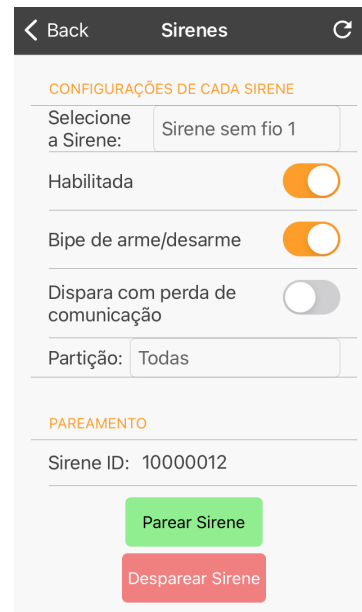 Back Sirenes
CONFIGURAÇÕES DE CADA SIRENE
Selecione
a Sirene: Sirene sem fio 1
Habilitada
Bipe de arme/desarme
Dispara com perda de
comunicação
Partição: Todas
PAREAMENTO
Sirene ID: 10000012
Parear Sirene
Desparear Sirene